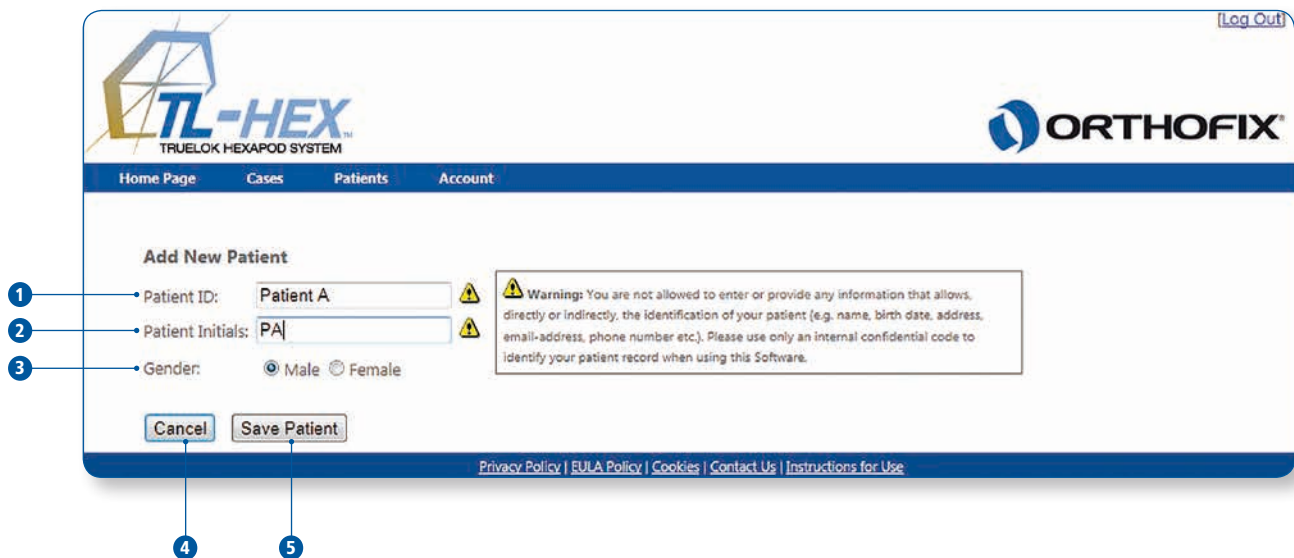 [Log Out]
TL-HEX™
TRUELOK HEXAPOD SYSTEM
ORTHOFIX®
Home Page Cases Patients Account
Add New Patient
1 Patient ID: Patient A
2 Patient Initials: PA
3 Gender: Male Female
Warning: You are not allowed to enter or provide any information that allows,
directly or indirectly, the identification of your patient (e.g. name, birth date, address,
email-address, phone number etc.). Please use only an internal confidential code to
identify your patient record when using this Software.
Cancel Save Patient
Privacy Policy | EULA Policy | Cookies | Contact Us | Instructions for Use
4 5